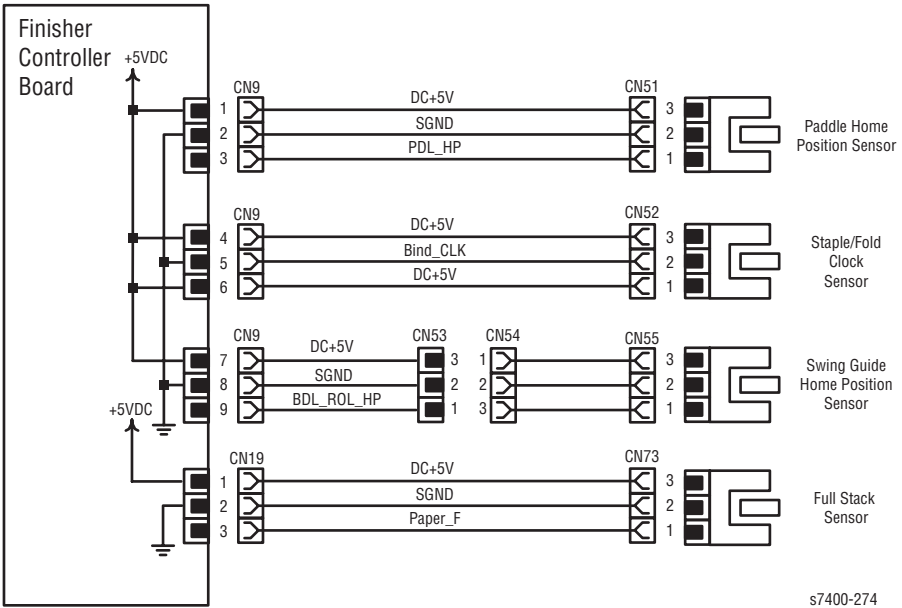 Finisher
Controller
Board
+5VDC
CN9
CN51
1
DC+5V
3
2
SGND
2
3
PDL_HP
1
Paddle Home
Position Sensor
CN9
CN52
4
DC+5V
3
5
Bind_CLK
2
6
DC+5V
1
Staple/Fold
Clock
Sensor
CN9
CN53
CN54
CN55
7
DC+5V
3
1
3
8
SGND
2
2
2
9
BDL_ROL_HP
1
3
1
Swing Guide
Home Position
Sensor
+5VDC
CN19
CN73
1
DC+5V
3
2
SGND
2
3
Paper_F
1
Full Stack
Sensor
s7400-274